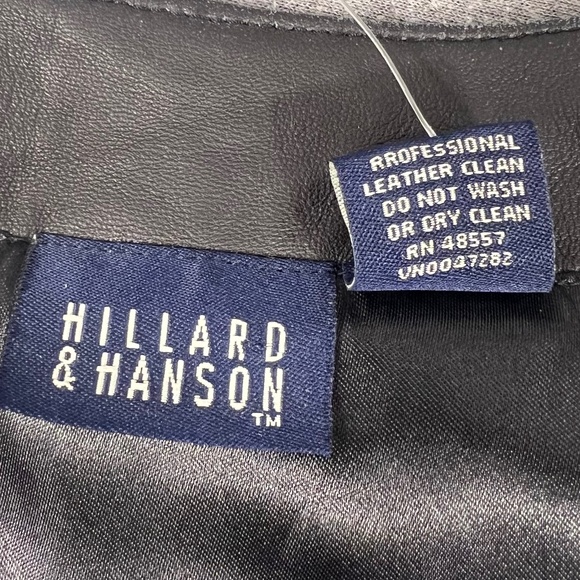 HILLARD
& HANSON
TM
RROFESSIONAL
LEATHER CLEAN
DO NOT WASH
OR DRY CLEAN
RN 48557
VN0047282